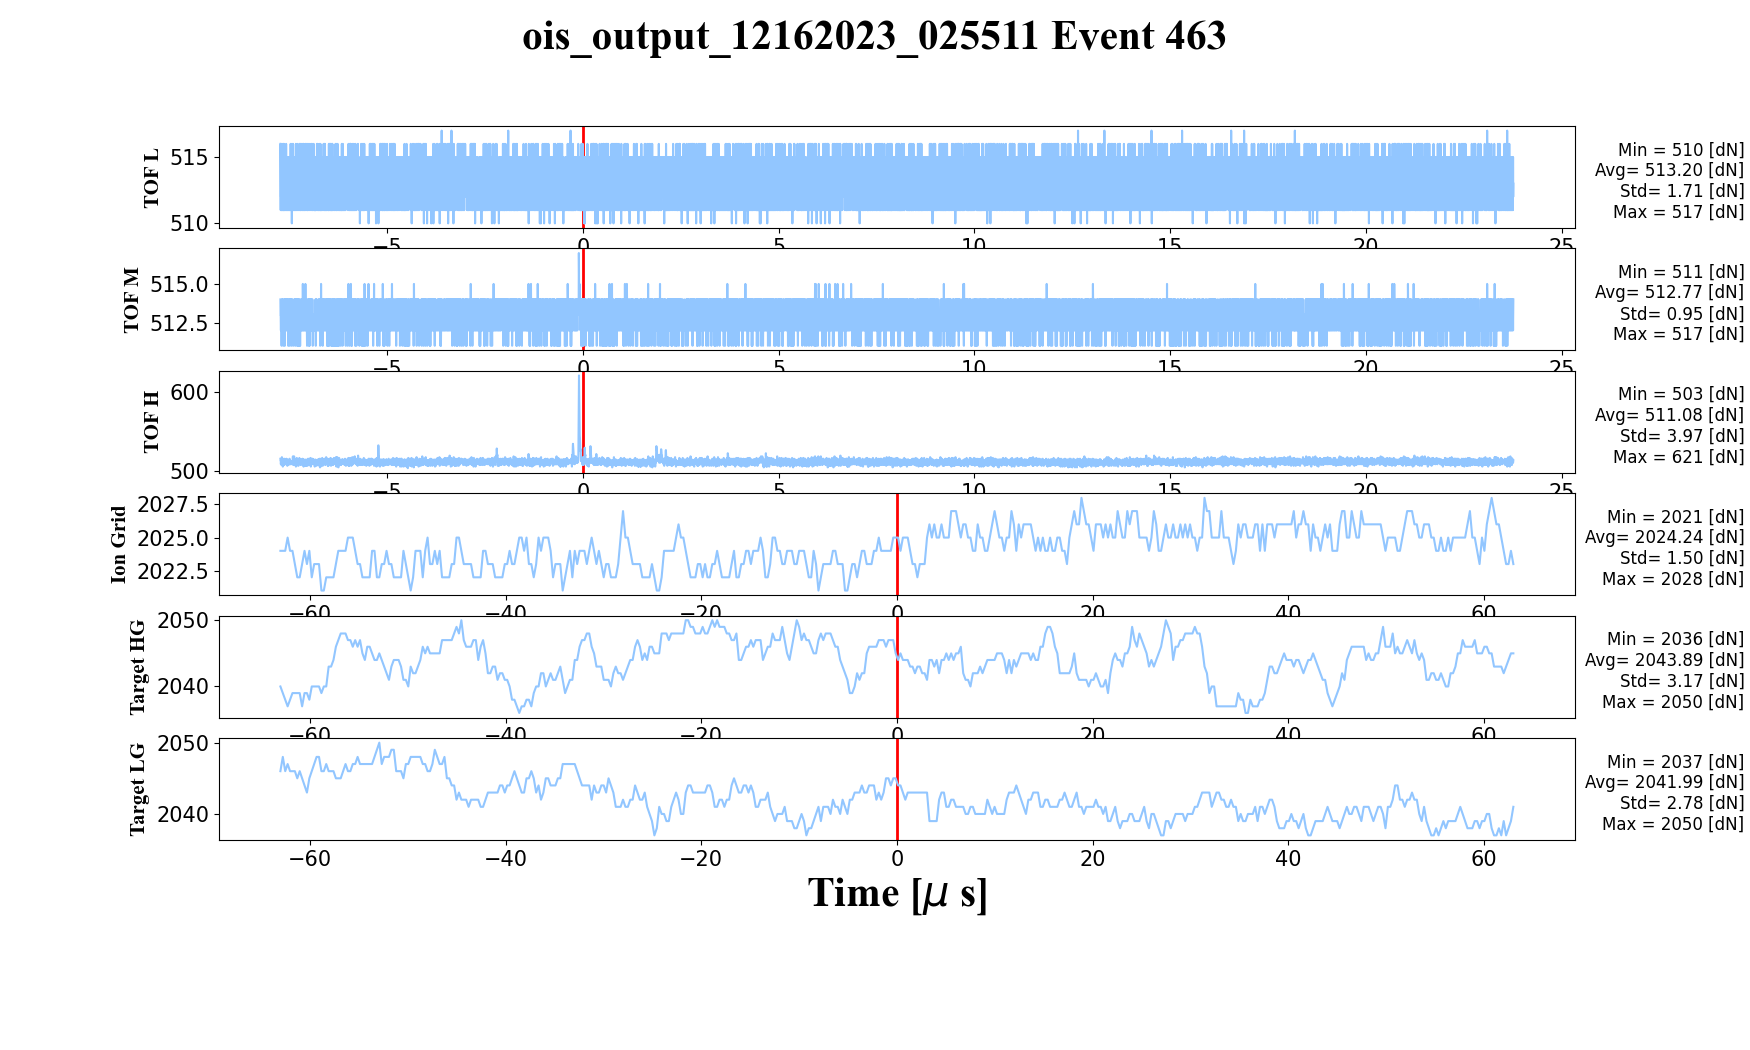 ois_output_12162023_025511 Event 463
TOF L
515
510
Min = 510 [dN]
Avg= 513.20 [dN]
Std= 1.71 [dN]
Max = 517 [dN]
−5 0 5 10 15 20 25
TOF M
515.0
512.5
Min = 511 [dN]
Avg= 512.77 [dN]
Std= 0.95 [dN]
Max = 517 [dN]
−5 0 5 10 15 20 25
TOF H
600
500
Min = 503 [dN]
Avg= 511.08 [dN]
Std= 3.97 [dN]
Max = 621 [dN]
−5 0 5 10 15 20 25
Ion Grid
2027.5
2025.0
2022.5
Min = 2021 [dN]
Avg= 2024.24 [dN]
Std= 1.50 [dN]
Max = 2028 [dN]
−60 −40 −20 0 20 40 60
Target HG
2050
2040
Min = 2036 [dN]
Avg= 2043.89 [dN]
Std= 3.17 [dN]
Max = 2050 [dN]
−60 −40 −20 0 20 40 60
Target LG
2050
2040
Min = 2037 [dN]
Avg= 2041.99 [dN]
Std= 2.78 [dN]
Max = 2050 [dN]
−60 −40 −20 0 20 40 60
Time [μ s]